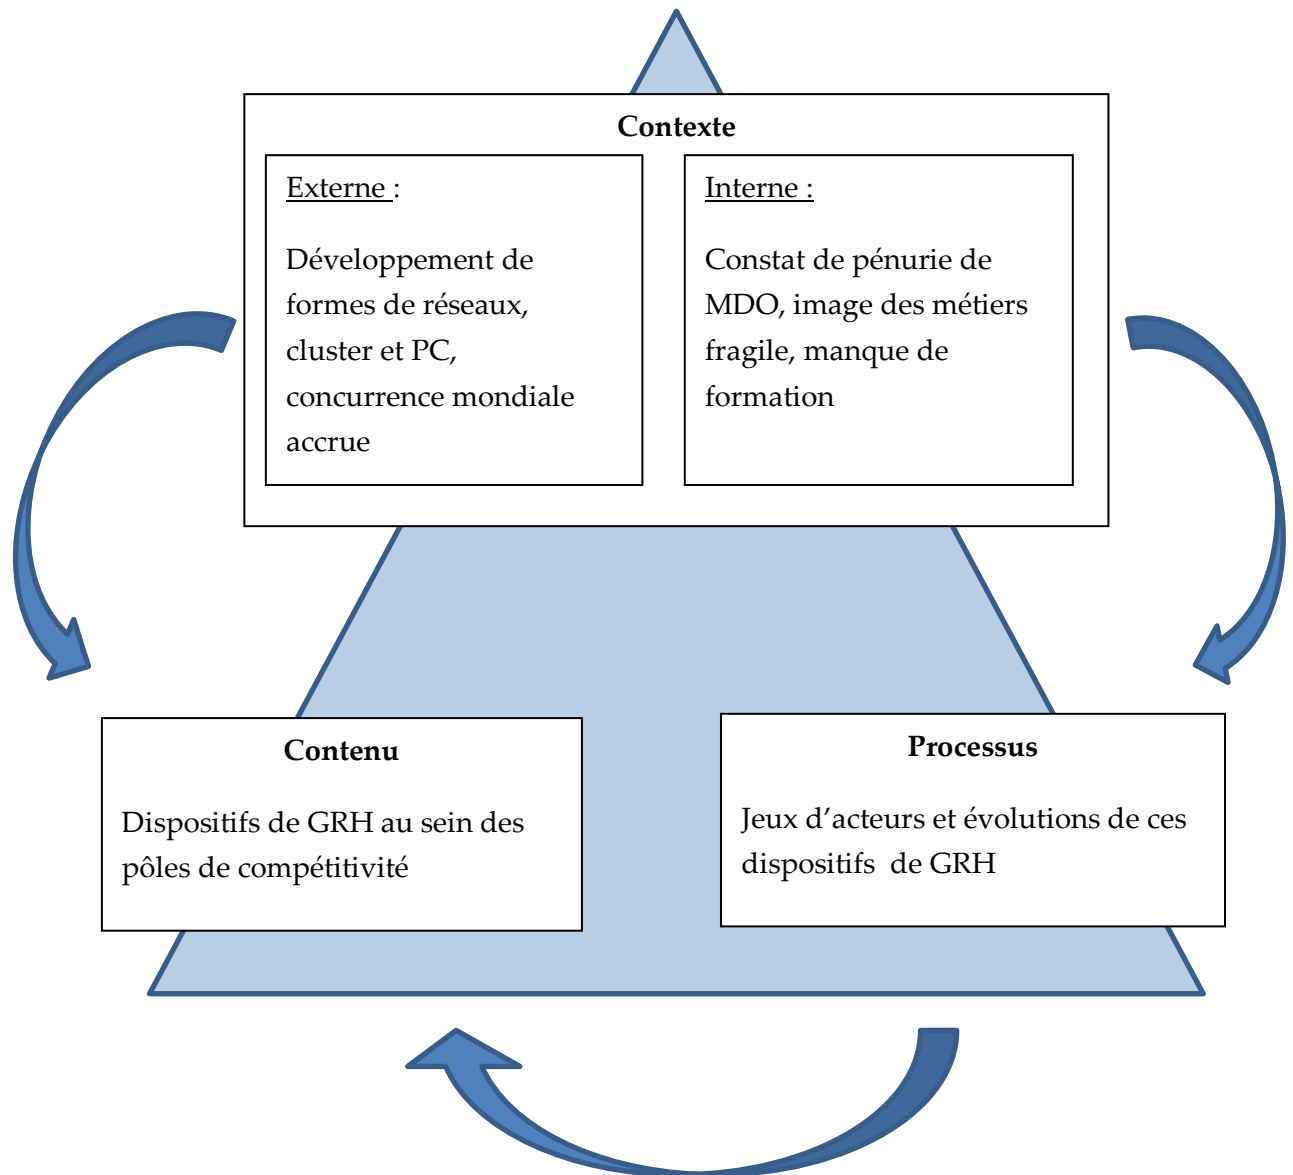 Contexte
Externe :
Développement de
formes de réseaux,
cluster et PC,
concurrence mondiale
accrue
Interne :
Constat de pénurie de
MDO, image des métiers
fragile, manque de
formation
Contenu
Dispositifs de GRH au sein des
pôles de compétitivité
Processus
Jeux d’acteurs et évolutions de ces
dispositifs de GRH